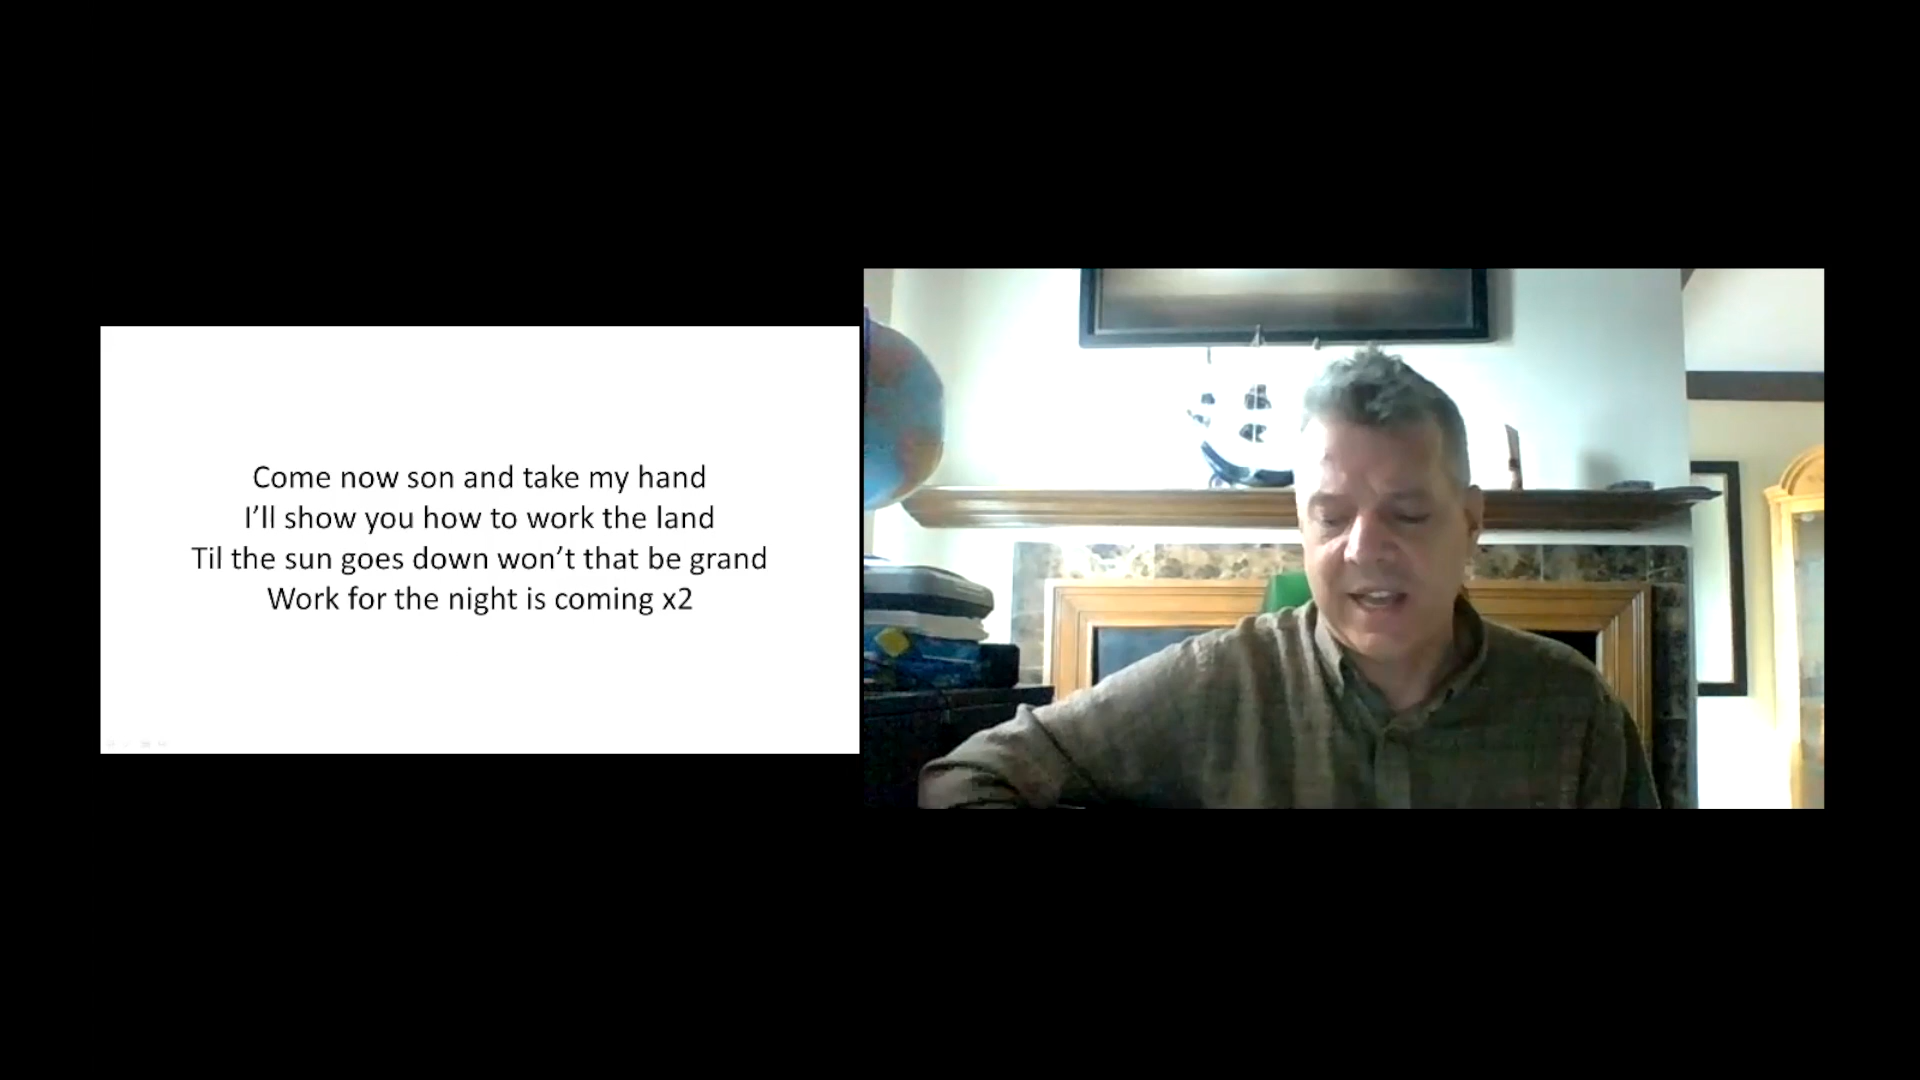 Come now son and take my hand
I’ll show you how to work the land
Til the sun goes down won’t that be grand
Work for the night is coming x2